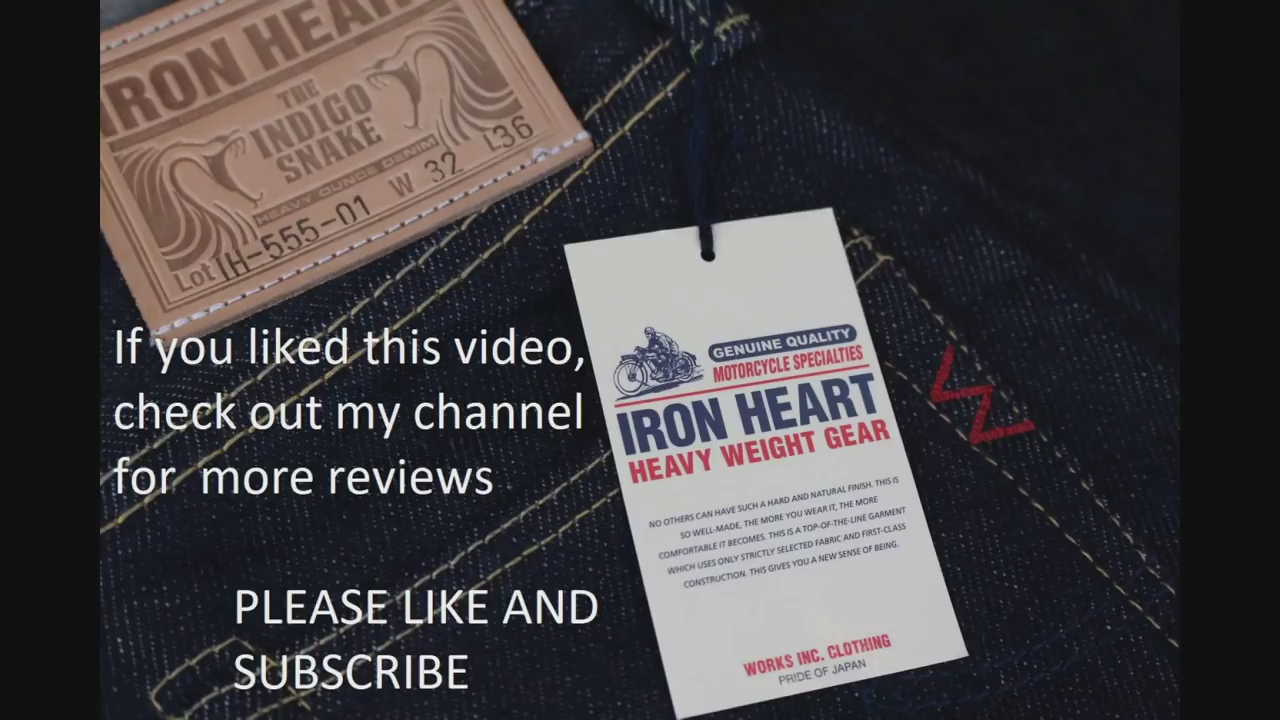 IRON HEAR
THE
INDIGO
SNAKE
HEAVY OUNCE DENIM
W 32 L36
Lot IH-555-01
If you liked this video,
check out my channel
for more reviews
PLEASE LIKE AND
SUBSCRIBE
GENUINE QUALITY
MOTORCYCLE SPECIALTIES
IRON HEART
HEAVY WEIGHT GEAR
NO OTHERS CAN HAVE SUCH A HARD AND NATURAL FINISH. THIS IS
SO WELL-MADE, THE MORE YOU WEAR IT, THE MORE
COMFORTABLE IT BECOMES. THIS IS A TOP-OF-THE-LINE GARMENT
WHICH USES ONLY STRICTLY SELECTED FABRIC AND FIRST-CLASS
CONSTRUCTION. THIS GIVES YOU A NEW SENSE OF BEING.
WORKS INC. CLOTHING
PRIDE OF JAPAN